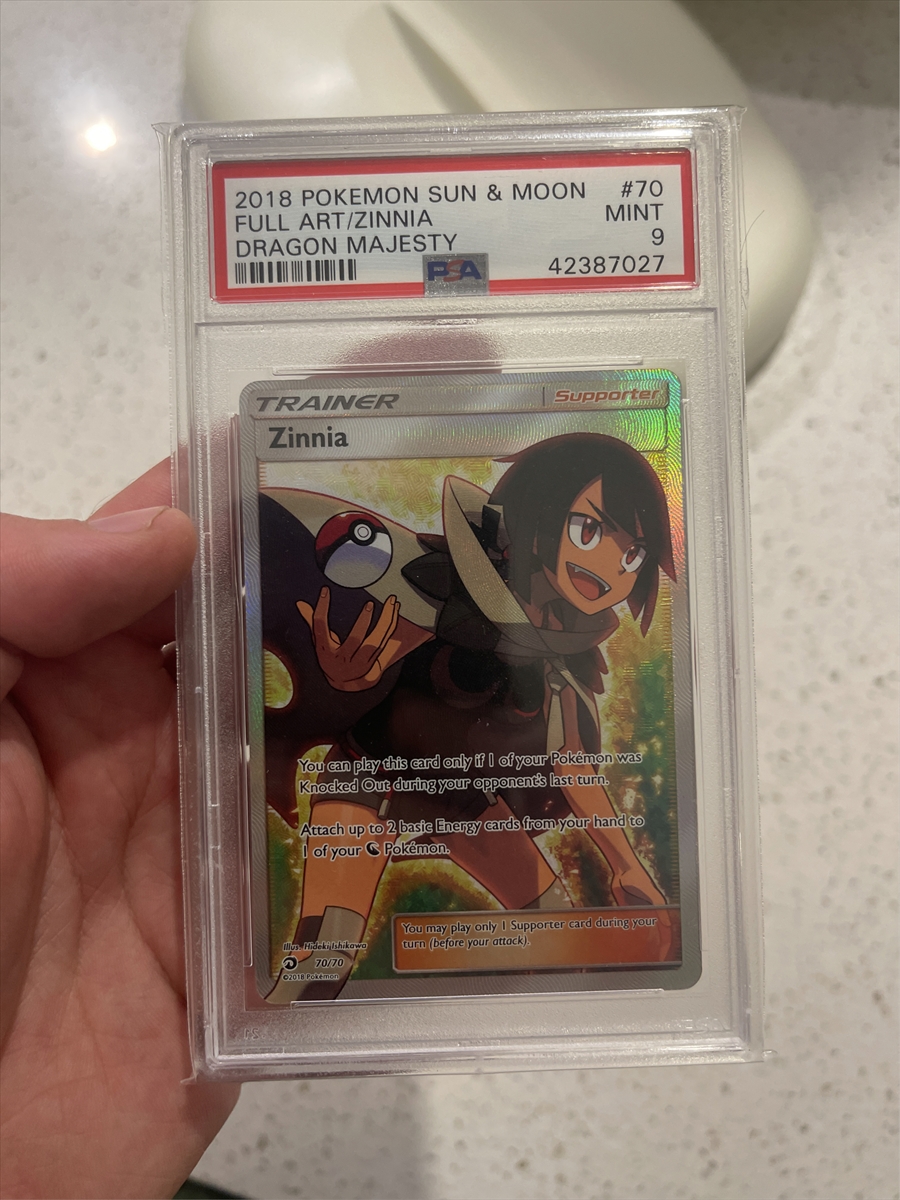 2018 POKEMON SUN & MOON #70
FULL ART/ZINNIA MINT
DRAGON MAJESTY 9
PSA 42387027
TRAINER Supporter
Zinnia
You can play this card only if 1 of your Pokémon was
Knocked Out during your opponent's last turn.
Attach up to 2 basic Energy cards from your hand to
1 of your Pokémon.
You may play only 1 Supporter card during your
turn (before your attack).
Illus. Hideki Ishikawa
70/70
©2018 Pokémon